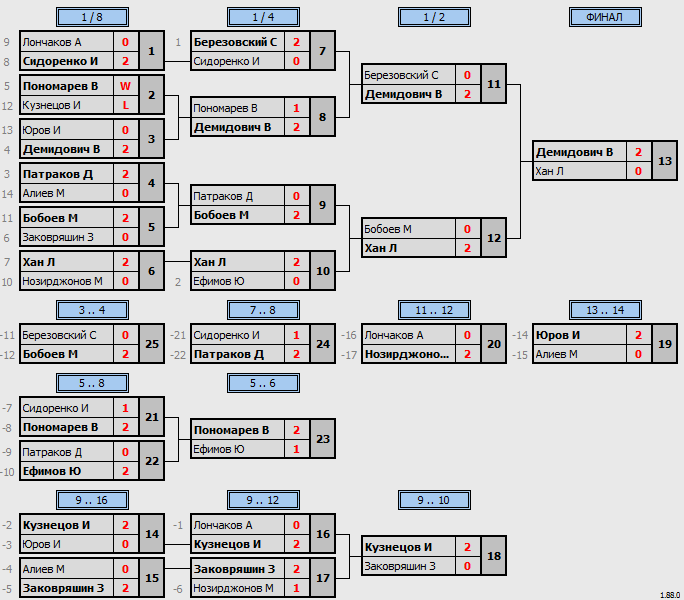 1 / 8 1 / 4 1 / 2 ФИНАЛ
9 Лончаков А 0 1 1 Березовский С 2 7
8 Сидоренко И 2 Сидоренко И 0
5 Пономарев В W 2 Березовский С 0 11
12 Кузнецов И L Пономарев В 1 8 Демидович В 2
13 Юров И 0 3 Демидович В 2
4 Демидович В 2 Демидович В 2 13
3 Патраков Д 2 4 Хан Л 0
14 Алиев М 0 Патраков Д 0 9
11 Бобоев М 2 5 Бобоев М 2 Бобоев М 0 12
6 Заковряшин З 0 Хан Л 2
7 Хан Л 2 6 Хан Л 2 10
10 Нозирджонов М 0 2 Ефимов Ю 0
3 .. 4 7 .. 8 11 .. 12 13 .. 14
-11 Березовский С 0 25 -21 Сидоренко И 1 24 -16 Лончаков А 0 20 -14 Юров И 2 19
-12 Бобоев М 2 -22 Патраков Д 2 -17 Нозирджоно... 2 -15 Алиев М 0
5 .. 8 5 .. 6
-7 Сидоренко И 1 21
-8 Пономарев В 2 Пономарев В 2 23
-9 Патраков Д 0 22 Ефимов Ю 1
-10 Ефимов Ю 2
9 .. 16 9 .. 12 9 .. 10
-2 Кузнецов И 2 14 -1 Лончаков А 0 16
-3 Юров И 0 Кузнецов И 2 Кузнецов И 2 18
-4 Алиев М 0 15 Заковряшин З 2 17 Заковряшин З 0
-5 Заковряшин З 2 -6 Нозирджонов М 1
1.88.0